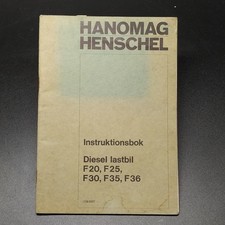 HANOMAG
HENSCHEL
Instruktionsbok
Diesel lastbil
F20, F25,
F30, F35, F36